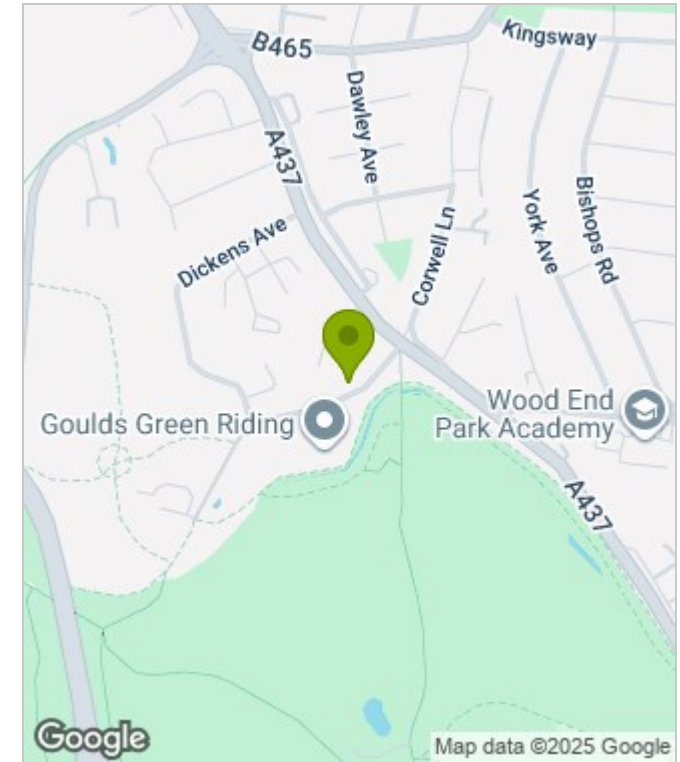 Kingsway
B465
Dawley Ave
A437
York Ave
Bishops Rd
Corwell Ln
Dickens Ave
Goulds Green Riding
Wood End
Park Academy
A437
Google
Map data ©2025 Google